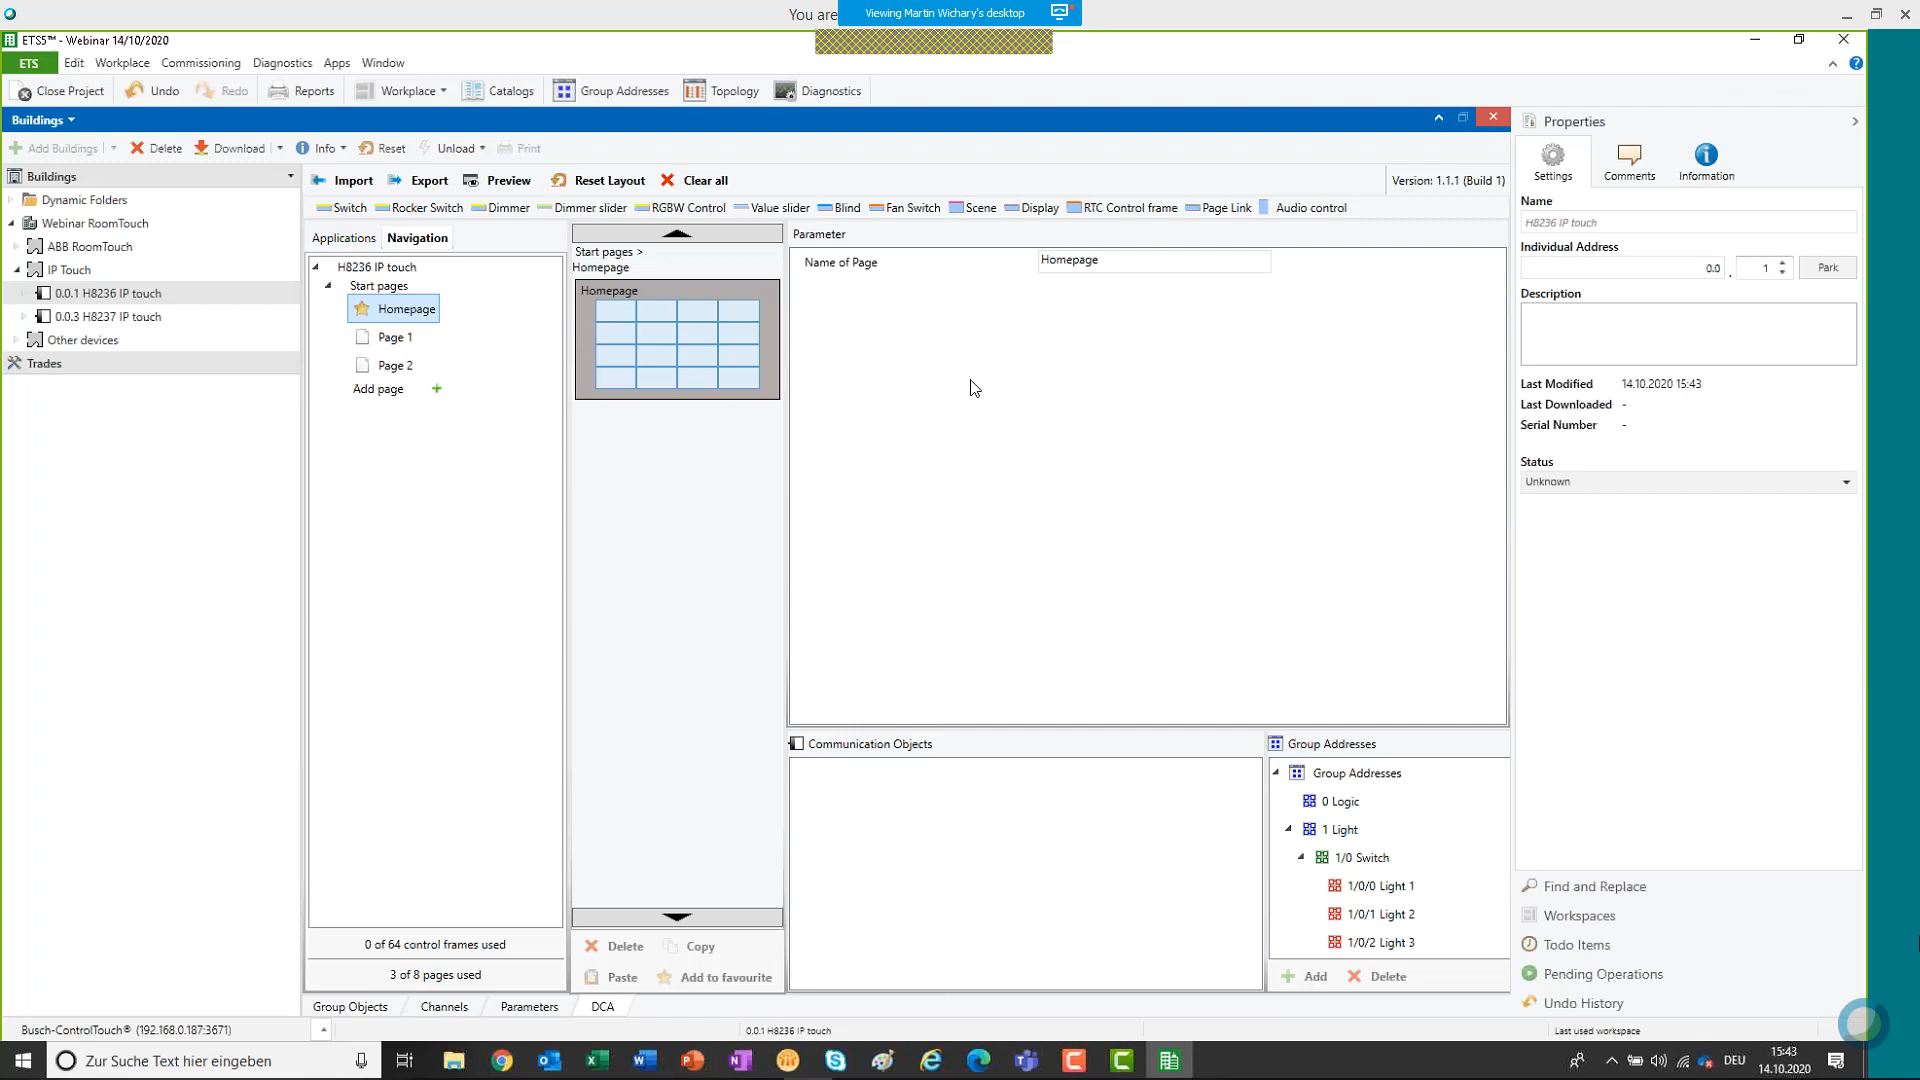 You are
Viewing Martin Wichary's desktop
ETS5™ - Webinar 14/10/2020
ETS Edit Workplace Commissioning Diagnostics Apps Window
Close Project Undo Redo Reports Workplace Catalogs Group Addresses Topology Diagnostics
Buildings
Add Buildings Delete Download Info Reset Unload Print
Buildings
Dynamic Folders
Webinar RoomTouch
ABB RoomTouch
IP Touch
0.0.1 H8236 IP touch
0.0.3 H8237 IP touch
Other devices
Trades
Import Export Preview Reset Layout Clear all
Version: 1.1.1 (Build 1)
Switch Rocker Switch Dimmer Dimmer slider RGBW Control Value slider Blind Fan Switch Scene Display RTC Control frame Page Link Audio control
Applications Navigation
H8236 IP touch
Start pages
Homepage
Page 1
Page 2
Add page
0 of 64 control frames used
3 of 8 pages used
Start pages >
Homepage
Homepage
Delete Copy
Paste Add to favourite
Parameter
Name of Page Homepage
Communication Objects
Group Addresses
Group Addresses
0 Logic
1 Light
1/0 Switch
1/0/0 Light 1
1/0/1 Light 2
1/0/2 Light 3
Add Delete
Group Objects Channels Parameters DCA
Properties
Settings Comments Information
Name
H8236 IP touch
Individual Address
0.0 . 1 Park
Description
Last Modified 14.10.2020 15:43
Last Downloaded -
Serial Number -
Status
Unknown
Find and Replace
Workspaces
Todo Items
Pending Operations
Undo History
Busch-ControlTouch® (192.168.0.187:3671)
0.0.1 H8236 IP touch
Last used workspace
Zur Suche Text hier eingeben
DEU
15:43
14.10.2020